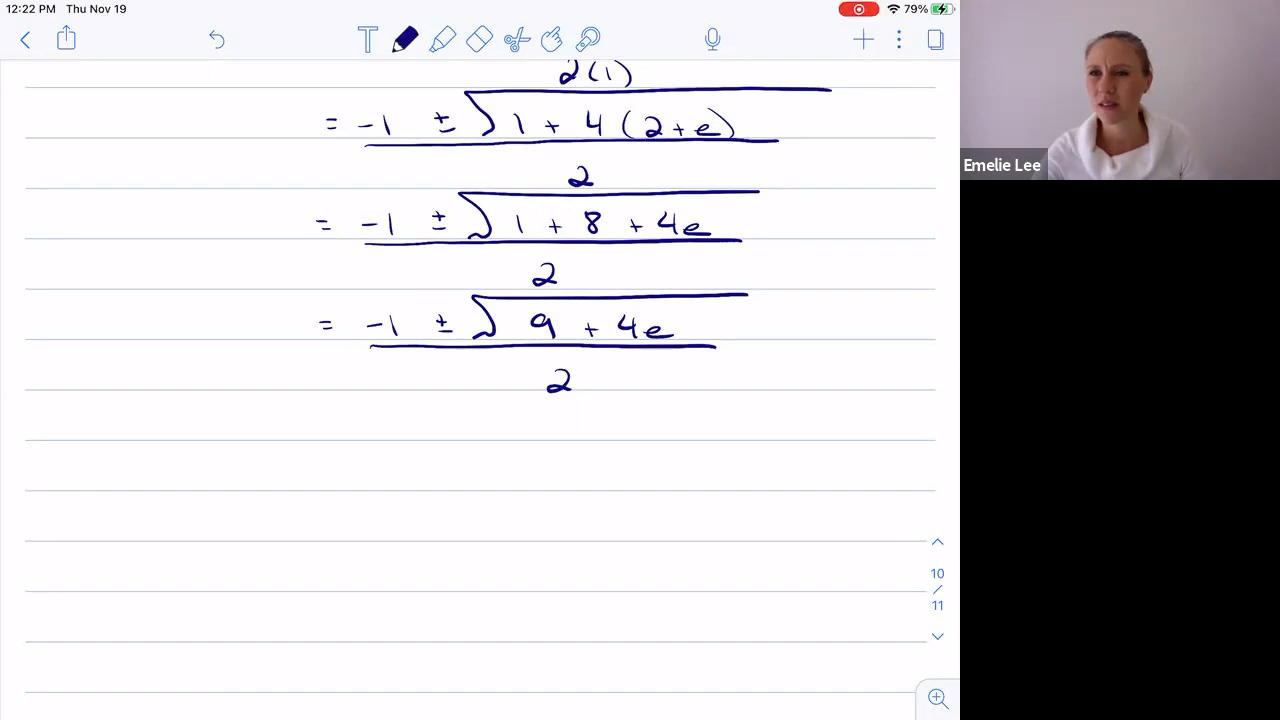 12:22 PM Thu Nov 19
79%
T
2(1)
= -1 ± √1 + 4(2+e)
2
= -1 ± √1 + 8 + 4e
2
= -1 ± √9 + 4e
2
Emelie Lee
10
/
11